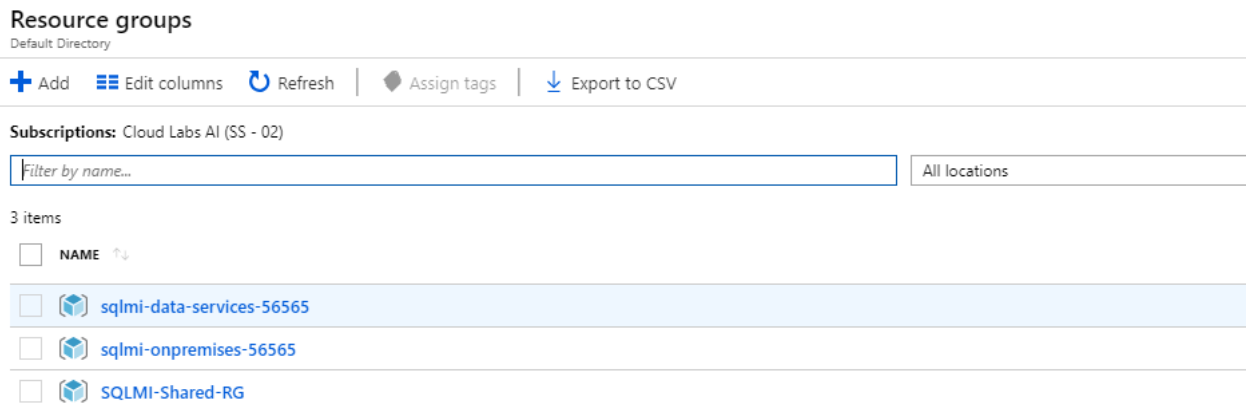 Resource groups
Default Directory
Add Edit columns Refresh Assign tags Export to CSV
Subscriptions: Cloud Labs AI (SS - 02)
Filter by name... All locations
3 items
NAME
sqlmi-data-services-56565
sqlmi-onpremises-56565
SQLMI-Shared-RG